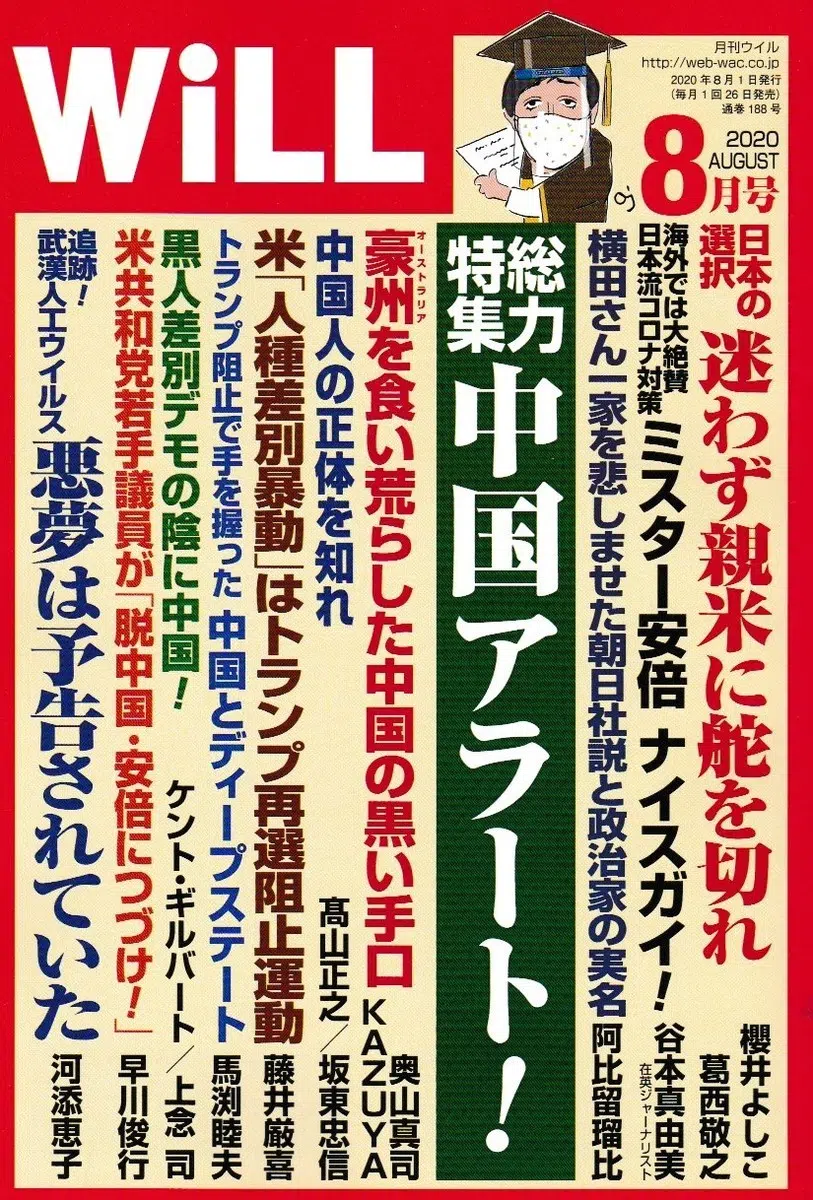 WiLL
月刊ウイル
http://web-wac.co.jp
2020年8月1日発行
(毎月1回26日発売)
通巻188号
2020
AUGUST
8月号
日本の選択
迷わず親米に舵を切れ
櫻井よしこ
葛西敬之
海外では大絶賛
日本流コロナ対策
ミスター安倍 ナイスガイ!
谷本真由美
在英ジャーナリスト
横田さん一家を悲しませた朝日社説と政治家の実名
阿比留瑠比
総力特集
中国アラート!
オーストラリア
豪州を食い荒らした中国の黒い手口
奥山真司
KAZUYA
中国人の正体を知れ
髙山正之/坂東忠信
米「人種差別暴動」はトランプ再選阻止運動
藤井厳喜
トランプ阻止で手を握った 中国とディープステート
馬渕睦夫
黒人差別デモの陰に中国!
ケント・ギルバート/上念 司
米共和党若手議員が「脱中国・安倍につづけ!」
早川俊行
追跡!
武漢人工ウイルス
悪夢は予告されていた
河添恵子